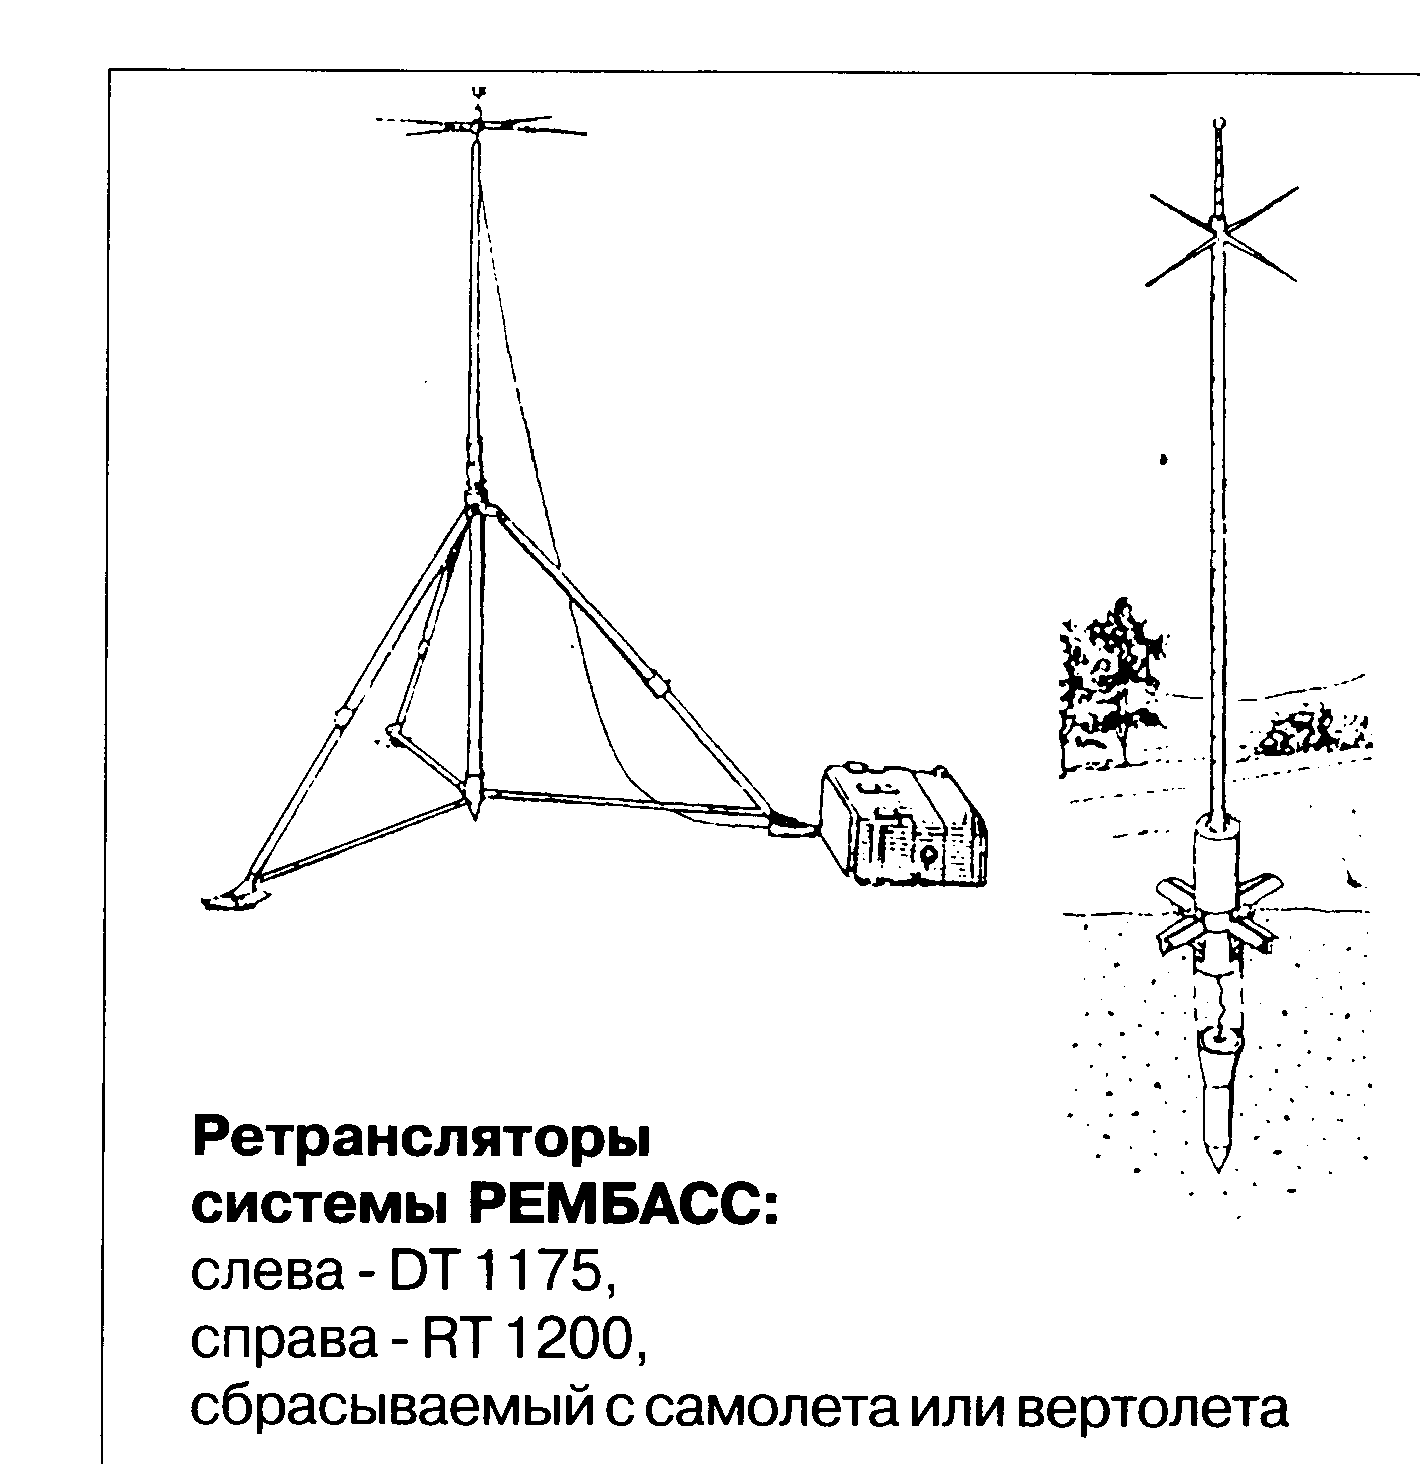 Ретрансляторы
системы РЕМБАСС:
слева - DT 1175,
справа - RT 1200,
сбрасываемый с самолета или вертолета